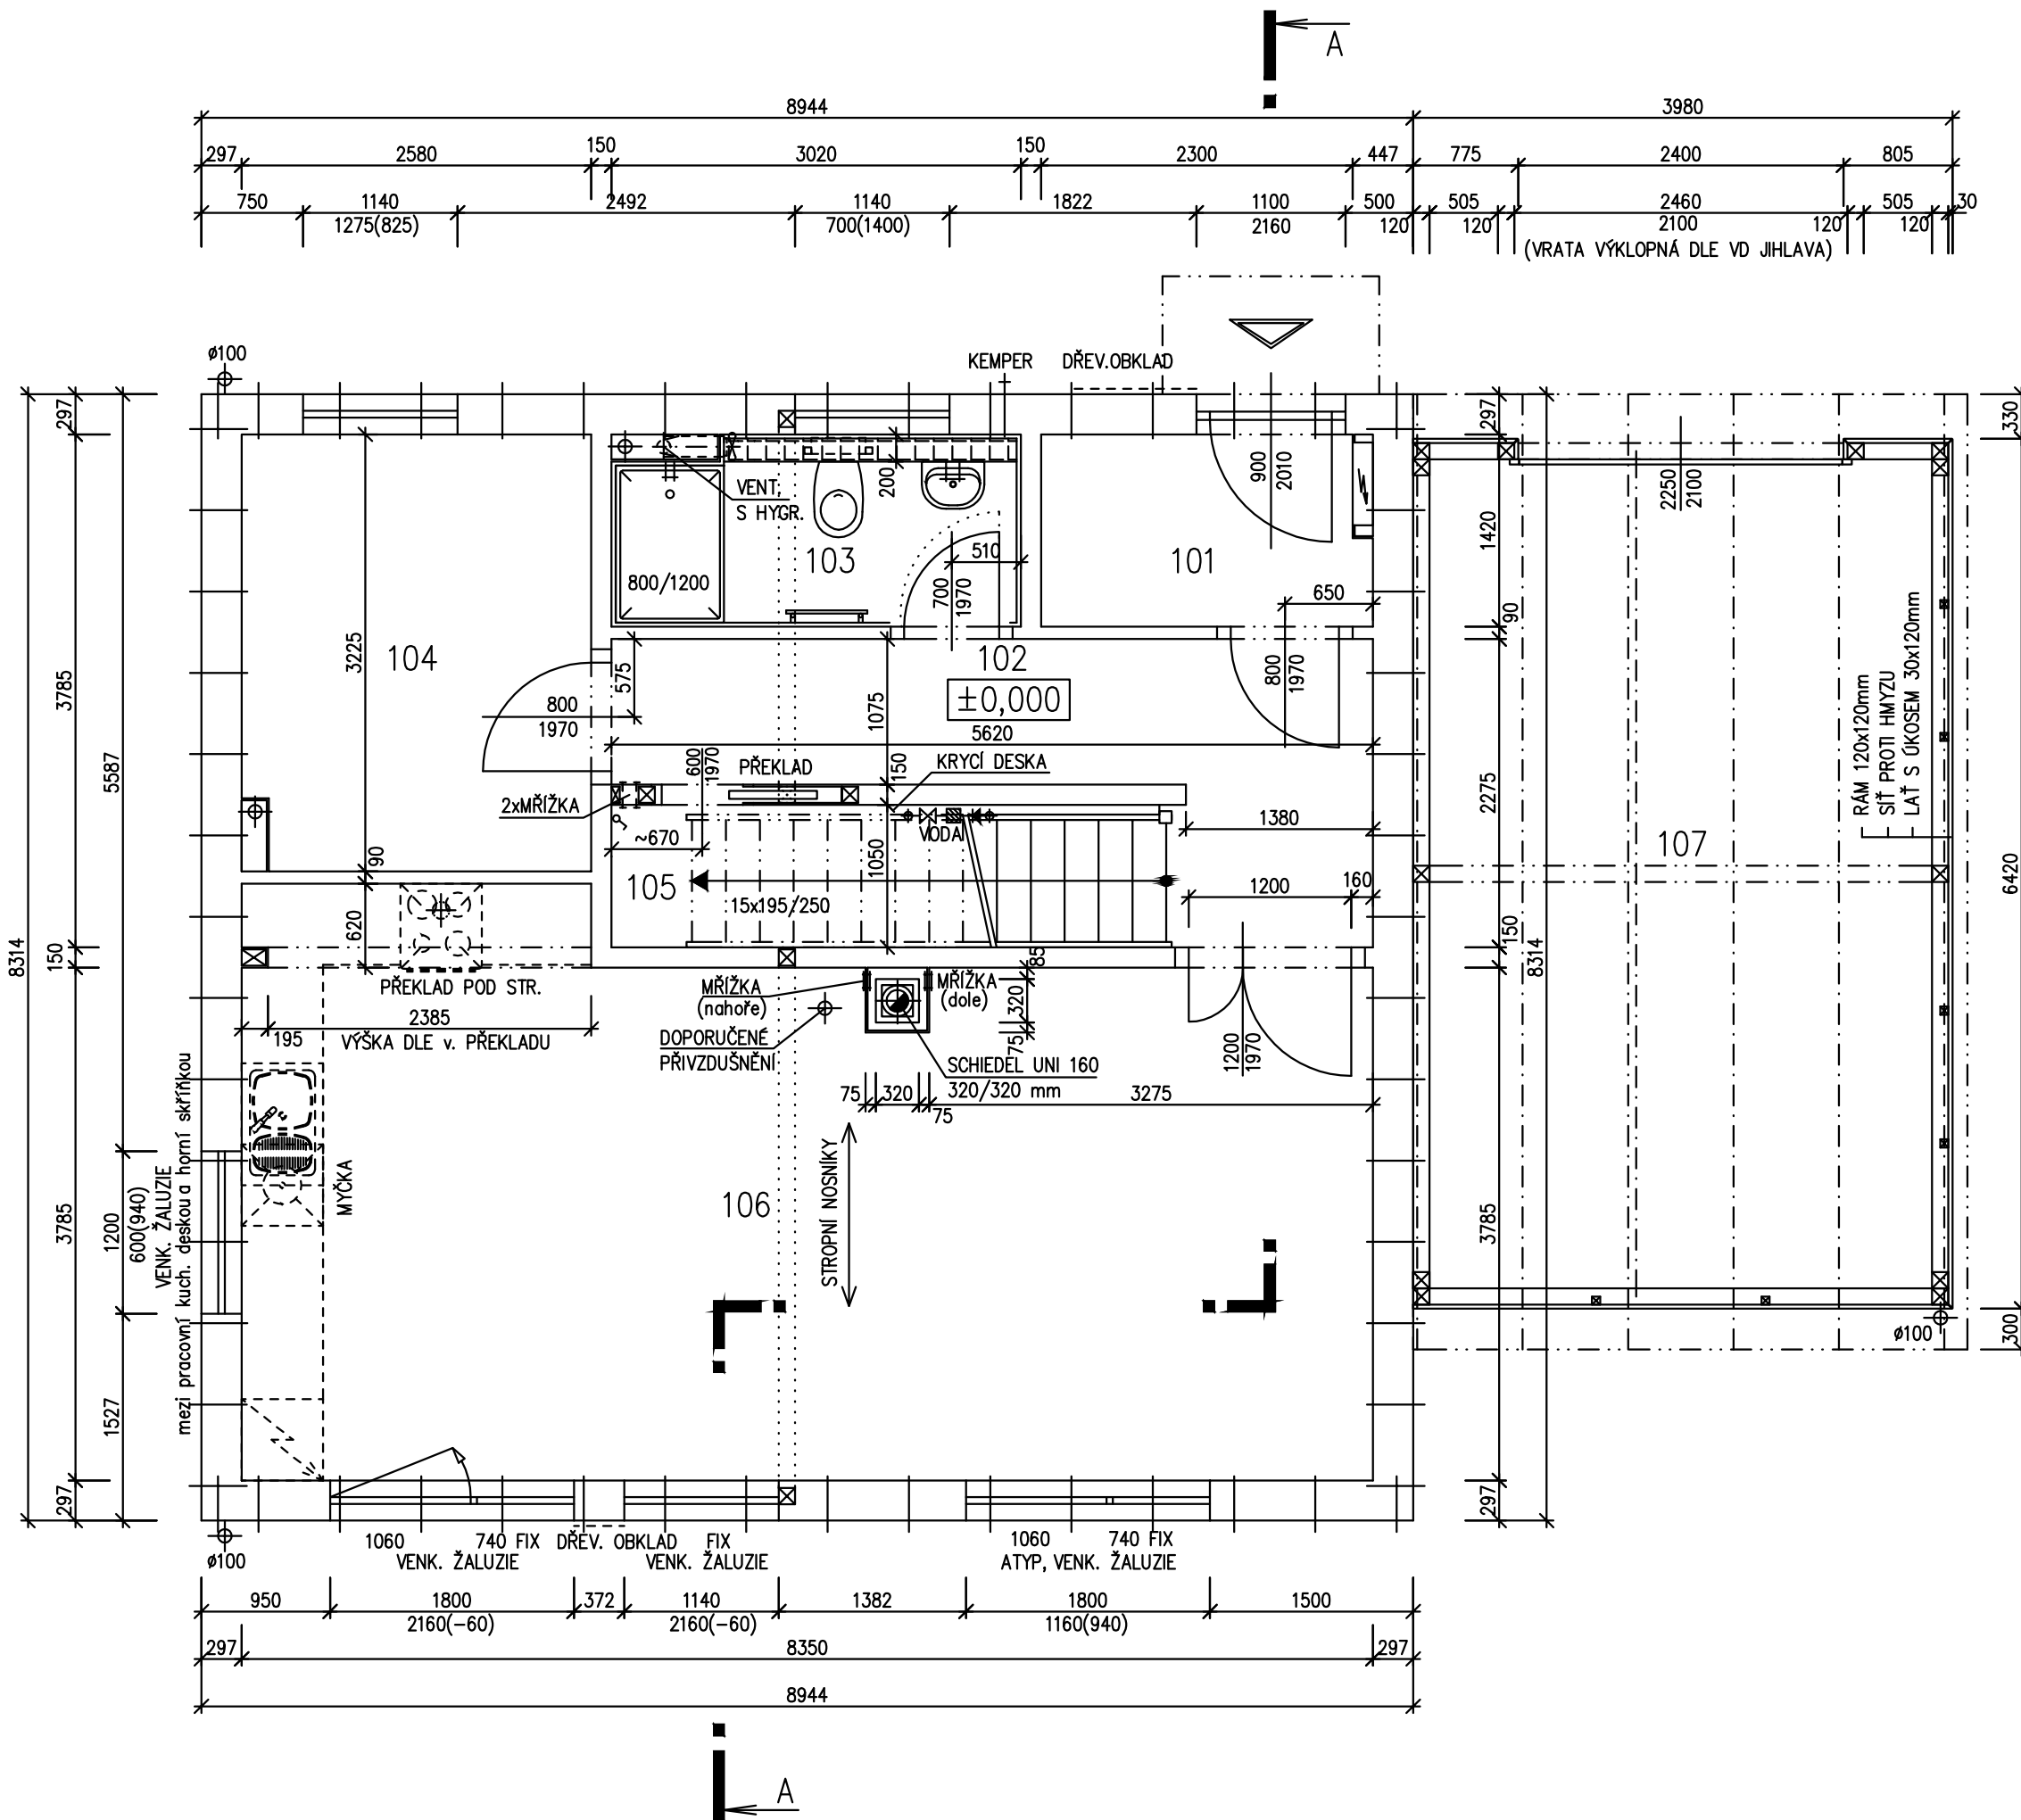 A
8944
3980
297
2580
150
3020
150
2300
447
775
2400
805
750
1140
2492
1140
1822
1100
500
505
2460
505
30
1275(825)
700(1400)
2160
120
120
2100
120
120
(VRATA VÝKLOPNÁ DLE VD JIHLAVA)
ø100
KEMPER
DŘEV.OBKLAD
297
297
330
900
2010
2250
2100
200
VENT.
S HYGR.
1420
103
510
101
800/1200
700
1970
650
90
104
3225
575
102
±0,000
800
1970
RÁM 120x120mm
SÍŤ PROTI HMYZU
LAŤ S ÚKOSEM 30x120mm
3785
800
1970
1075
5620
5587
600
1970
PŘEKLAD
150
KRYCÍ DESKA
2275
2xMŘÍŽKA
VODA
1380
107
~670
90
1050
105
1200
160
6420
15x195/250
620
8314
150
150
8314
85
PŘEKLAD POD STR.
MŘÍŽKA
(nahoře)
MŘÍŽKA
(dole)
320
2385
195
VÝŠKA DLE v. PŘEKLADU
DOPORUČENÉ
PŘIVZDUŠNĚNÍ
75
1200
1970
SCHIEDEL UNI 160
320/320 mm
75
320
75
3275
STROPNÍ NOSNÍKY
MYČKA
106
3785
1200
600(940)
VENK. ŽALUZIE
mezi pracovní kuch. deskou a horní skříňkou
3785
ø100
300
1527
297
297
ø100
1060
740 FIX
DŘEV. OBKLAD
FIX
1060
740 FIX
VENK. ŽALUZIE
VENK. ŽALUZIE
ATYP, VENK. ŽALUZIE
950
1800
372
1140
1382
1800
1500
2160(-60)
2160(-60)
1160(940)
297
8350
297
8944
A